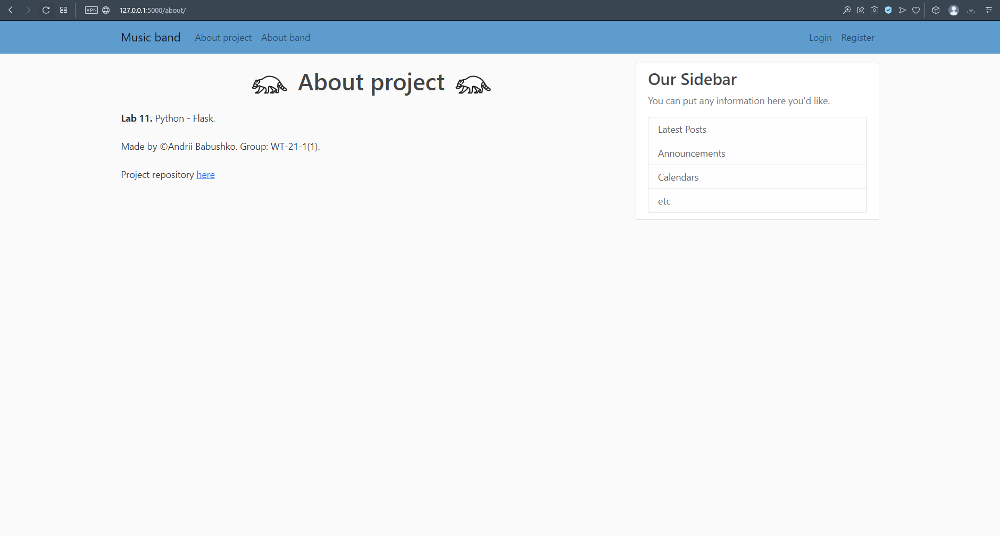 VPN 127.0.0.1:5000/about/
Music band About project About band Login Register
About project
Lab 11. Python - Flask.
Made by ©Andrii Babushko. Group: WT-21-1(1).
Project repository here
Our Sidebar
You can put any information here you'd like.
Latest Posts
Announcements
Calendars
etc